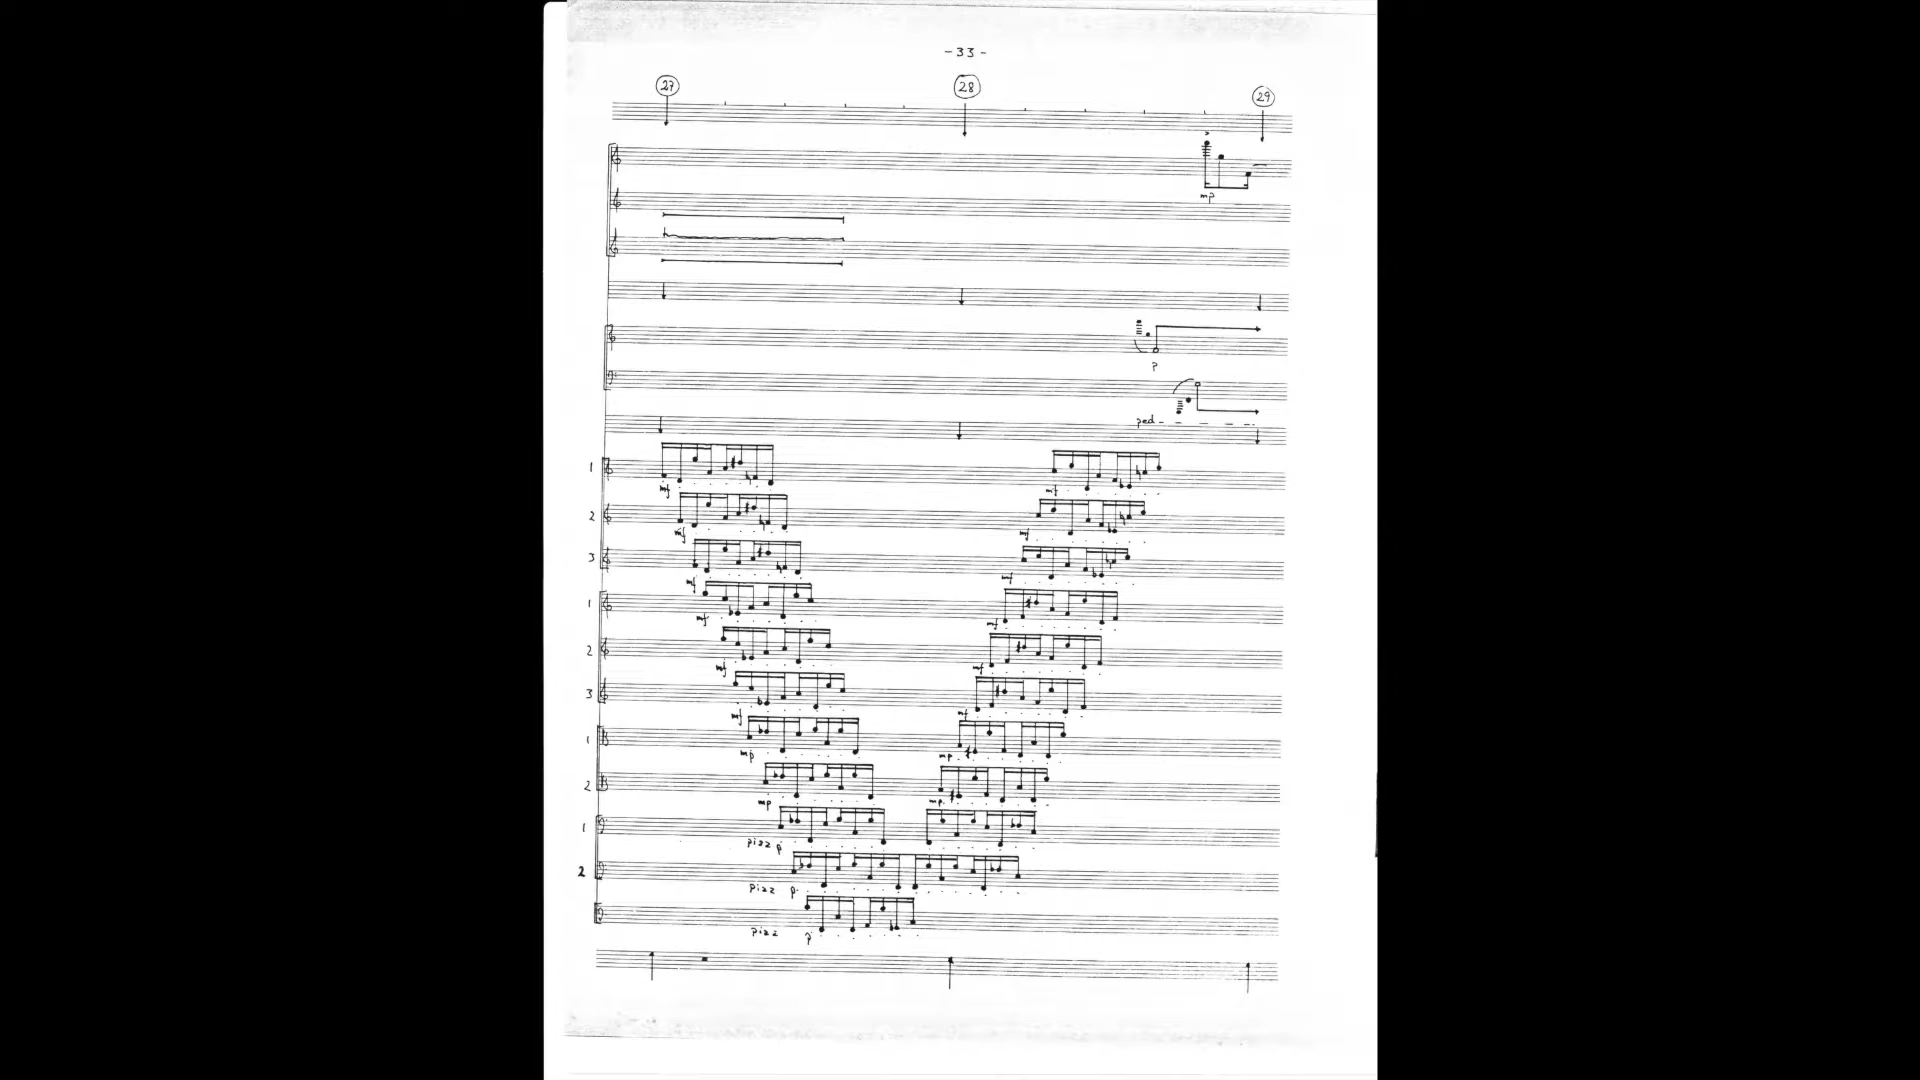 - 33 -
27 28 29
mp
p
ped
1
mf mf
2
mf mf
3
mf mf
1
mf mf
2
mf mf
3
mf mf
1
mp mp.
2
mp mp.
1
pizz p
2
pizz p.
pizz p